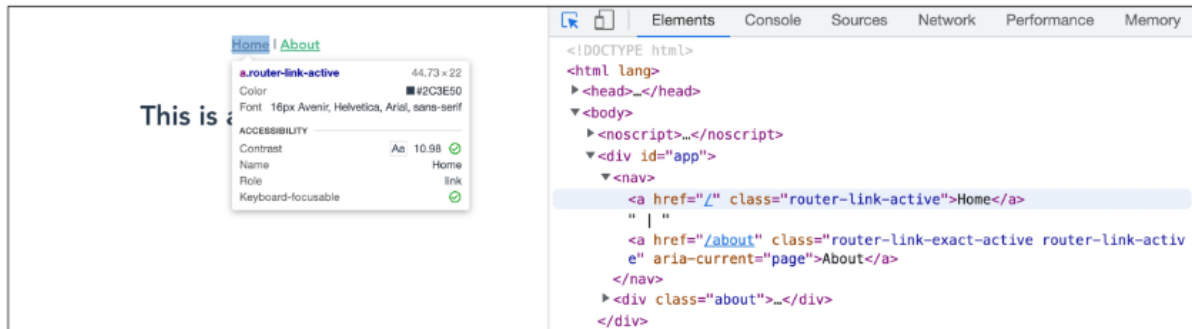 Home | About
a.router-link-active 44.73 × 22
Color #2C3E50
Font 16px Avenir, Helvetica, Arial, sans-serif
ACCESSIBILITY
Contrast Aa 10.98
Name Home
Role link
Keyboard-focusable
This is a
Elements Console Sources Network Performance Memory
<!DOCTYPE html>
<html lang>
▶<head>…</head>
▼<body>
▶<noscript>…</noscript>
▼<div id="app">
▼<nav>
<a href="/" class="router-link-active">Home</a>
" | "
<a href="/about" class="router-link-exact-active router-link-activ
e" aria-current="page">About</a>
</nav>
▶<div class="about">…</div>
</div>